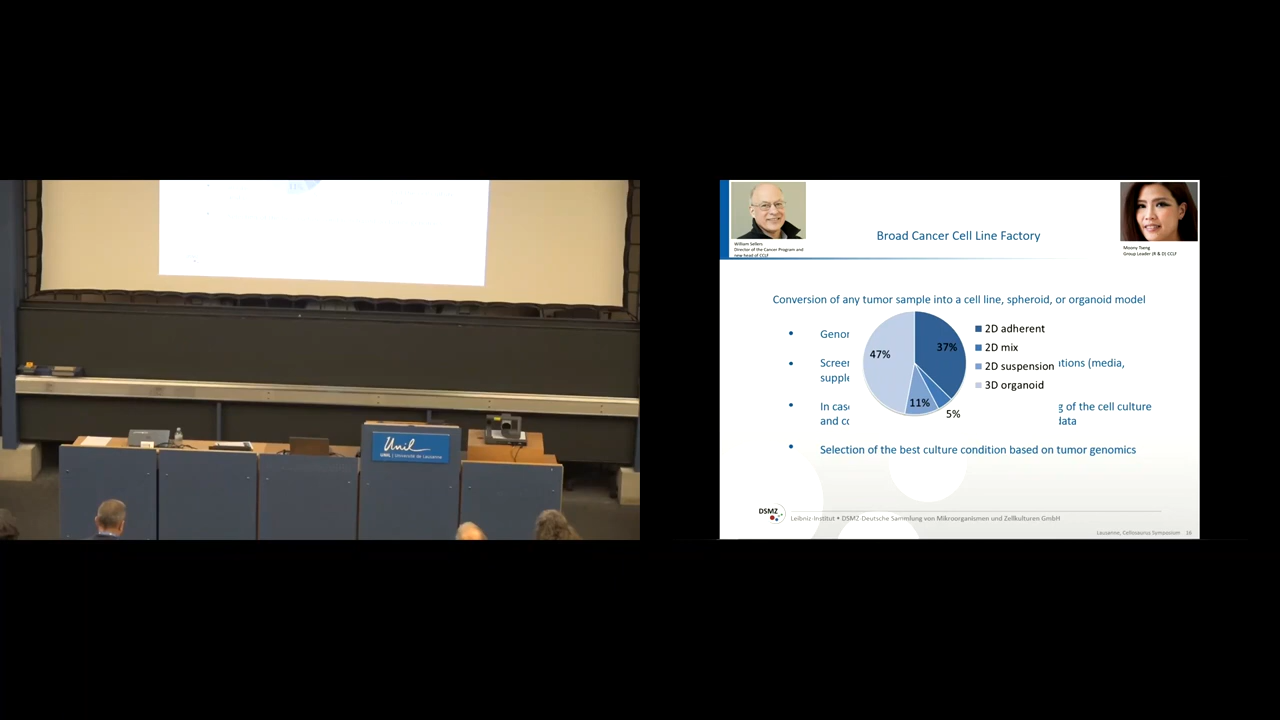 Unil
UNIL | Université de Lausanne
William Sellers
Director of the Cancer Program and
new head of CCLF
Broad Cancer Cell Line Factory
Moony Tseng
Group Leader (R & D) CCLF
Conversion of any tumor sample into a cell line, spheroid, or organoid model
• Genor
• Screer tions (media,
supple
• In case g of the cell culture
and co data
• Selection of the best culture condition based on tumor genomics
47%
37%
11%
5%
2D adherent
2D mix
2D suspension
3D organoid
DSMZ
Leibniz-Institut • DSMZ-Deutsche Sammlung von Mikroorganismen und Zellkulturen GmbH
Lausanne, Cellosaurus Symposium 16